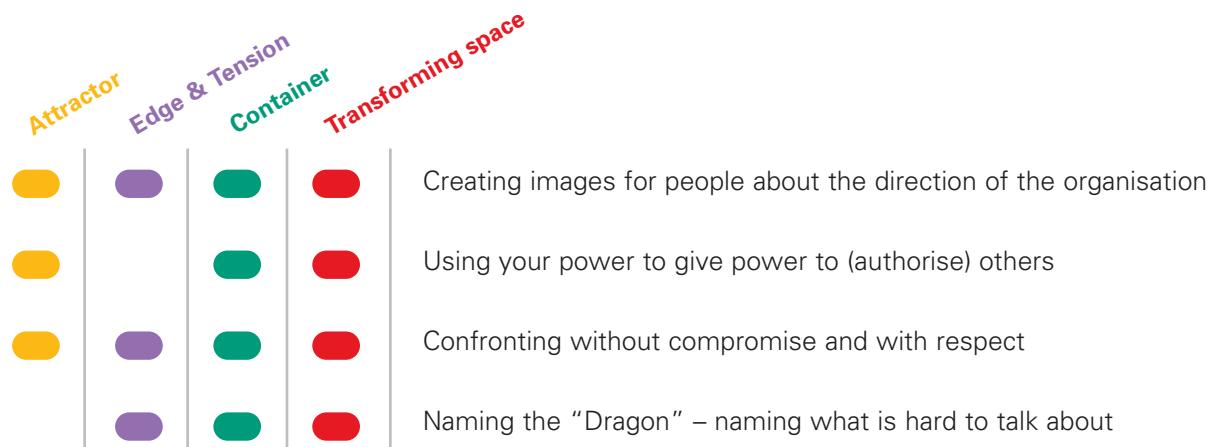 Attractor
Edge & Tension
Container
Transforming space
Creating images for people about the direction of the organisation
Using your power to give power to (authorise) others
Confronting without compromise and with respect
Naming the “Dragon” – naming what is hard to talk about